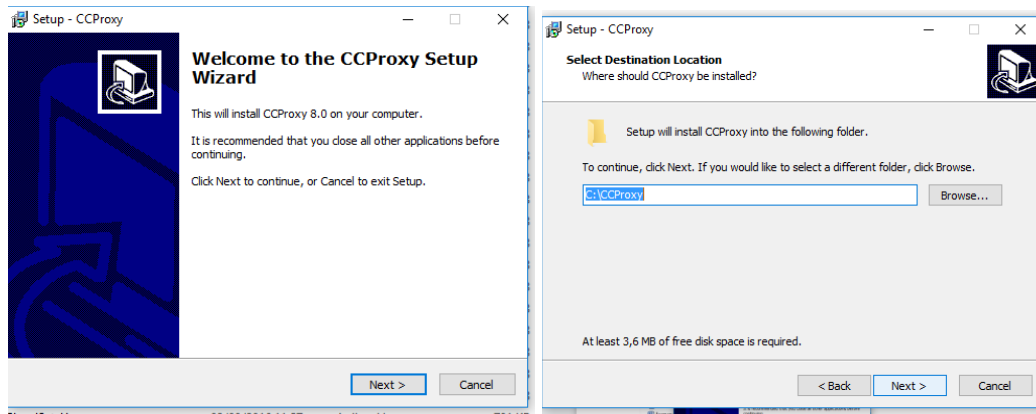 Setup - CCProxy
Welcome to the CCProxy Setup
Wizard
This will install CCProxy 8.0 on your computer.
It is recommended that you close all other applications before
continuing.
Click Next to continue, or Cancel to exit Setup.
Next >
Cancel
Setup - CCProxy
Select Destination Location
Where should CCProxy be installed?
Setup will install CCProxy into the following folder.
To continue, click Next. If you would like to select a different folder, click Browse.
C:\CCProxy
Browse...
At least 3,6 MB of free disk space is required.
< Back
Next >
Cancel